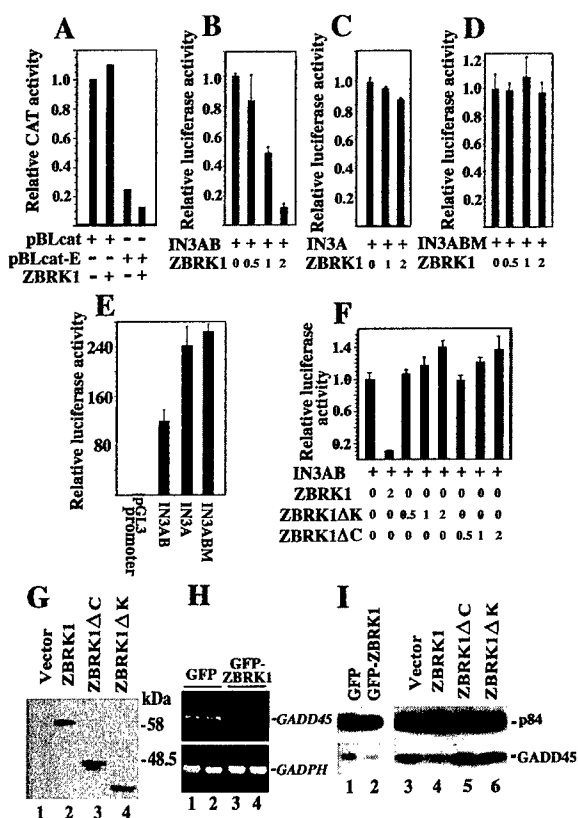 A
Relative CAT activity
1.0
0.8
0.6
0.4
0.2
pBLcat + + - -
pBLcat-E - - + +
ZBRK1 - + - +
B
Relative luciferase activity
1.0
0.8
0.6
0.4
0.2
IN3AB + + + +
ZBRK1 0 0.5 1 2
C
Relative luciferase activity
1.0
0.8
0.6
0.4
0.2
IN3A + + +
ZBRK1 0 1 2
D
Relative luciferase activity
1.2
1.0
0.8
0.6
0.4
0.2
IN3ABM + + + +
ZBRK1 0 0.5 1 2
E
Relative luciferase activity
240
160
80
pGL3 promoter
IN3AB
IN3A
IN3ABM
F
Relative luciferase activity
1.4
1.0
0.6
0.2
IN3AB + + + + + + + +
ZBRK1 0 2 0 0 0 0 0 0
ZBRK1ΔK 0 0 0.5 1 2 0 0 0
ZBRK1ΔC 0 0 0 0 0 0.5 1 2
G
Vector
ZBRK1
ZBRK1ΔC
ZBRK1ΔK
kDa
-58
-48.5
1 2 3 4
H
GFP
GFP-ZBRK1
-GADD45
-GADPH
1 2 3 4
I
GFP
GFP-ZBRK1
Vector
ZBRK1
ZBRK1ΔC
ZBRK1ΔK
-p84
-GADD45
1 2 3 4 5 6